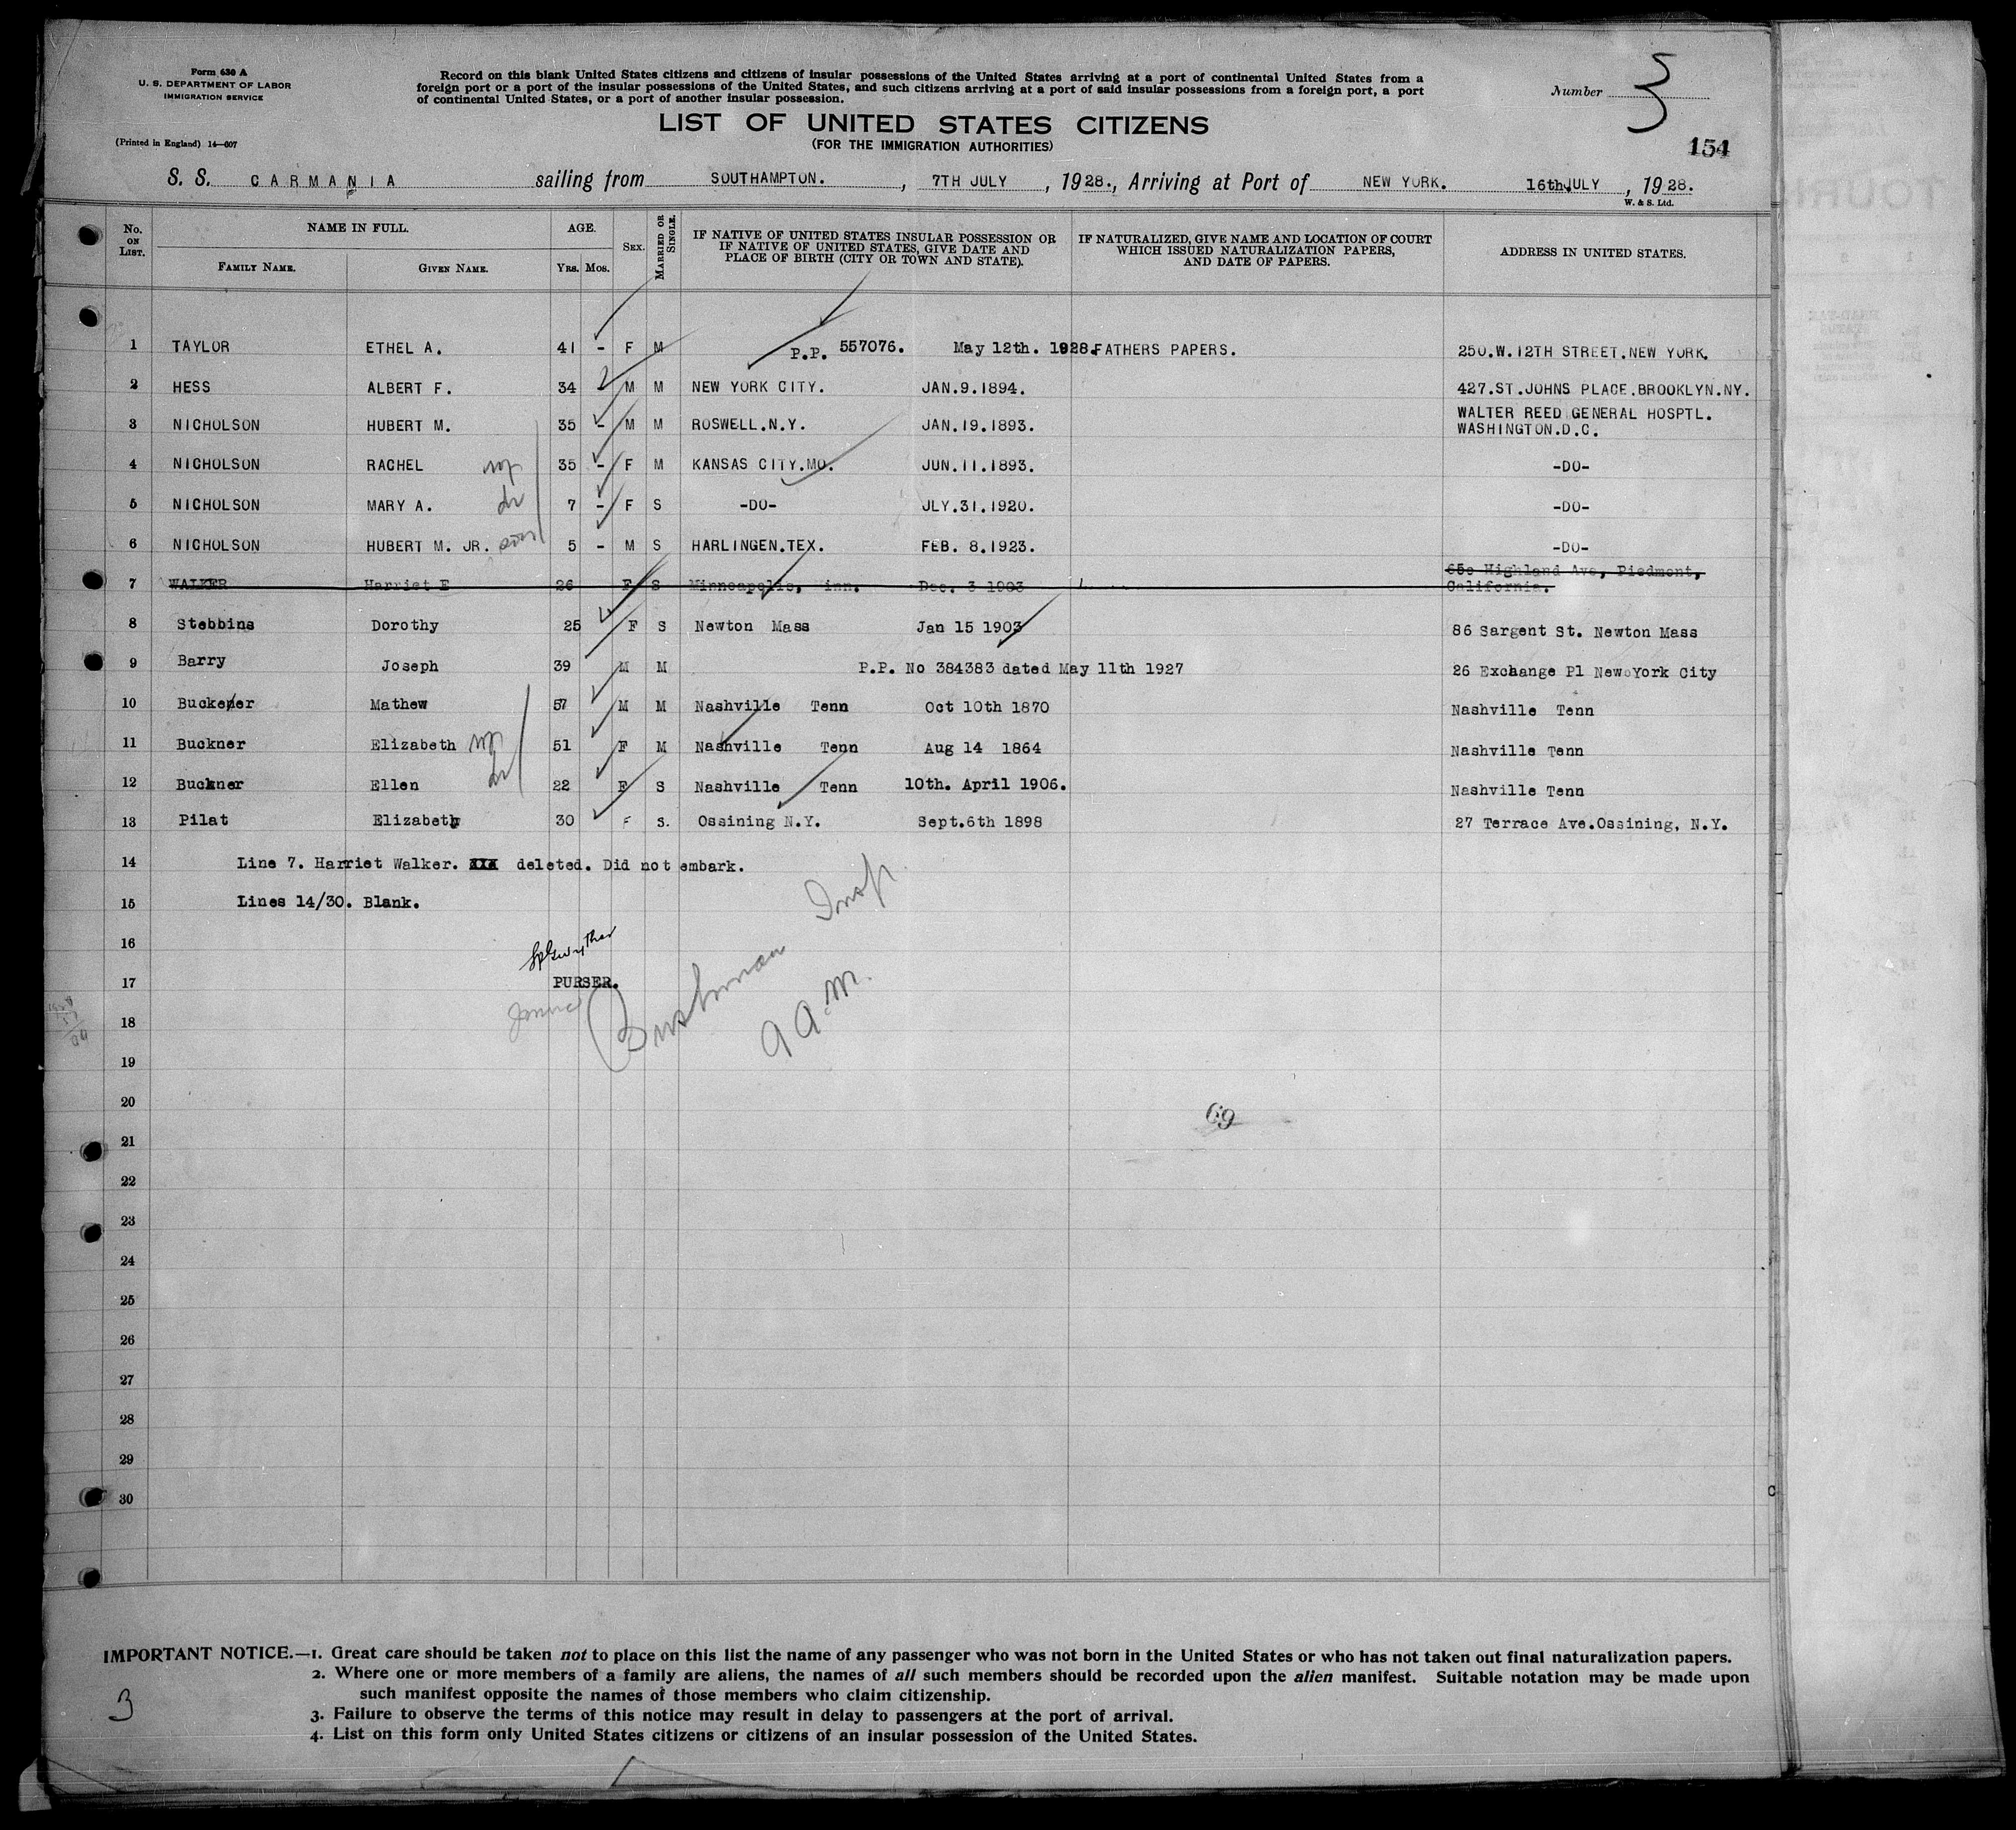 Form 630 A
U. S. DEPARTMENT OF LABOR
IMMIGRATION SERVICE
(Printed in England) 14—607
Record on this blank United States citizens and citizens of insular possessions of the United States arriving at a port of continental United States from a
foreign port or a port of the insular possessions of the United States, and such citizens arriving at a port of said insular possessions from a foreign port, a port
of continental United States, or a port of another insular possession.
Number 3
LIST OF UNITED STATES CITIZENS
(FOR THE IMMIGRATION AUTHORITIES)
154
S. S. CARMANIA sailing from SOUTHAMPTON. , 7TH JULY , 1928., Arriving at Port of NEW YORK. 16th JULY , 1928.
W. & S. Ltd.
No. ON LIST. NAME IN FULL. FAMILY NAME. GIVEN NAME. AGE. YRS. MOS. SEX. MARRIED OR SINGLE. IF NATIVE OF UNITED STATES INSULAR POSSESSION OR IF NATIVE OF UNITED STATES, GIVE DATE AND PLACE OF BIRTH (CITY OR TOWN AND STATE). IF NATURALIZED, GIVE NAME AND LOCATION OF COURT WHICH ISSUED NATURALIZATION PAPERS, AND DATE OF PAPERS. ADDRESS IN UNITED STATES.
1 TAYLOR ETHEL A. 41 - F M P.P. 557076. May 12th. 1928. FATHERS PAPERS. 250.W.12TH STREET.NEW YORK.
2 HESS ALBERT F. 34 M M NEW YORK CITY. JAN.9.1894. 427.ST.JOHNS PLACE.BROOKLYN.NY.
3 NICHOLSON HUBERT M. 35 - M M ROSWELL.N.Y. JAN.19.1893. WALTER REED GENERAL HOSPTL. WASHINGTON.D.C.
4 NICHOLSON RACHEL 35 - F M KANSAS CITY.MO. JUN.11.1893. -DO-
5 NICHOLSON MARY A. 7 - F S -DO- JLY.31.1920. -DO-
6 NICHOLSON HUBERT M. JR. son 5 - M S HARLINGEN.TEX. FEB. 8.1923. -DO-
7 WALKER Harriet E 26 F S Minneapolis, inn. Dec. 3 1903 Highland Ave, Piedmont, California.
8 Stebbins Dorothy 25 F S Newton Mass Jan 15 1903 86 Sargent St. Newton Mass
9 Barry Joseph 39 M M P.P. No 384383 dated May 11th 1927 26 Exchange Pl New York City
10 Buckener Mathew 57 M M Nashville Tenn Oct 10th 1870 Nashville Tenn
11 Buckner Elizabeth 51 F M Nashville Tenn Aug 14 1864 Nashville Tenn
12 Buckner Ellen 22 F S Nashville Tenn 10th. April 1906. Nashville Tenn
13 Pilat Elizabeth 30 F S. Ossining N.Y. Sept.6th 1898 27 Terrace Ave.Ossining, N.Y.
14 Line 7. Harriet Walker. deleted. Did not embark.
15 Lines 14/30. Blank.
16
17 PURSER.
Bushman Insp
9 A.M.
18
19
20
69
21
22
23
24
25
26
27
28
29
30
IMPORTANT NOTICE.—1. Great care should be taken not to place on this list the name of any passenger who was not born in the United States or who has not taken out final naturalization papers.
2. Where one or more members of a family are aliens, the names of all such members should be recorded upon the alien manifest. Suitable notation may be made upon
such manifest opposite the names of those members who claim citizenship.
3. Failure to observe the terms of this notice may result in delay to passengers at the port of arrival.
4. List on this form only United States citizens or citizens of an insular possession of the United States.
3